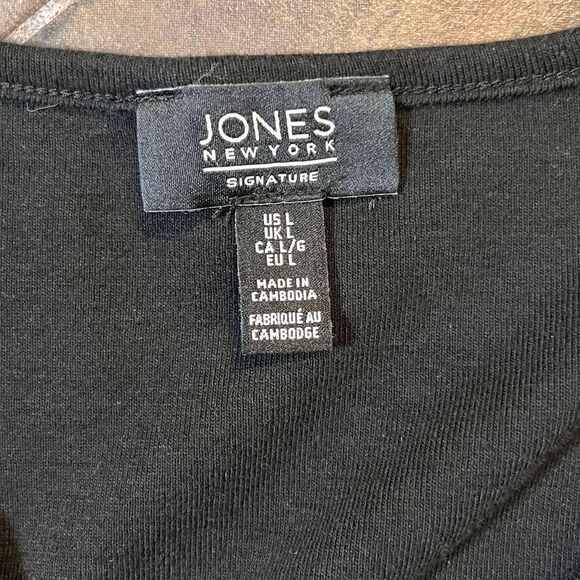 JONES
NEW YORK
SIGNATURE
US L
UK L
CA L/G
EU L
MADE IN
CAMBODIA
FABRIQUÉ AU
CAMBODGE